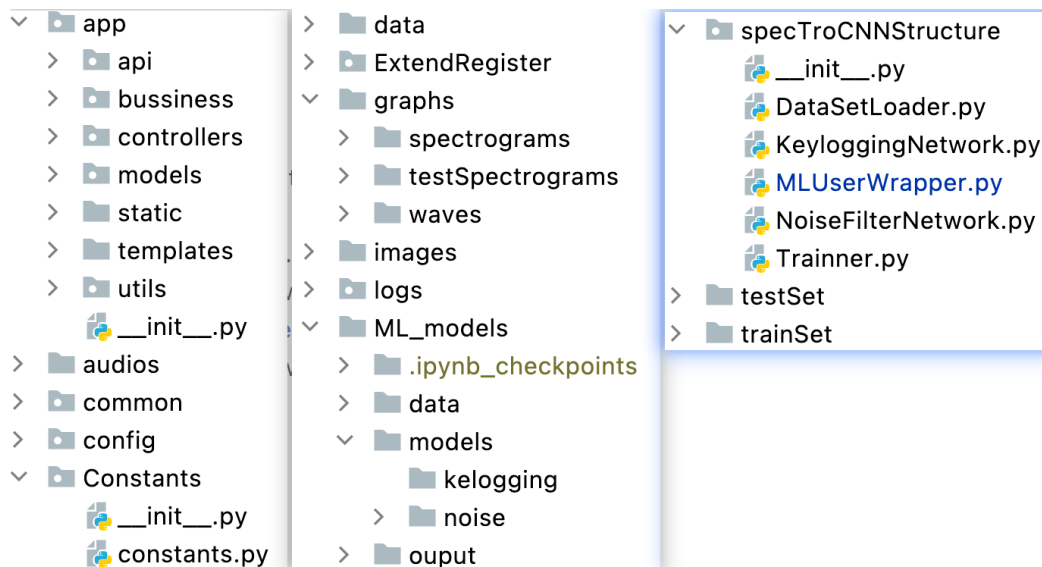 app
api
bussiness
controllers
models
static
templates
utils
__init__.py
audios
common
config
Constants
__init__.py
constants.py
data
ExtendRegister
graphs
spectrograms
testSpectrograms
waves
images
logs
ML_models
.ipynb_checkpoints
data
models
kelogging
noise
ouput
specTroCNNStructure
__init__.py
DataSetLoader.py
KeyloggingNetwork.py
MLUserWrapper.py
NoiseFilterNetwork.py
Trainner.py
testSet
trainSet